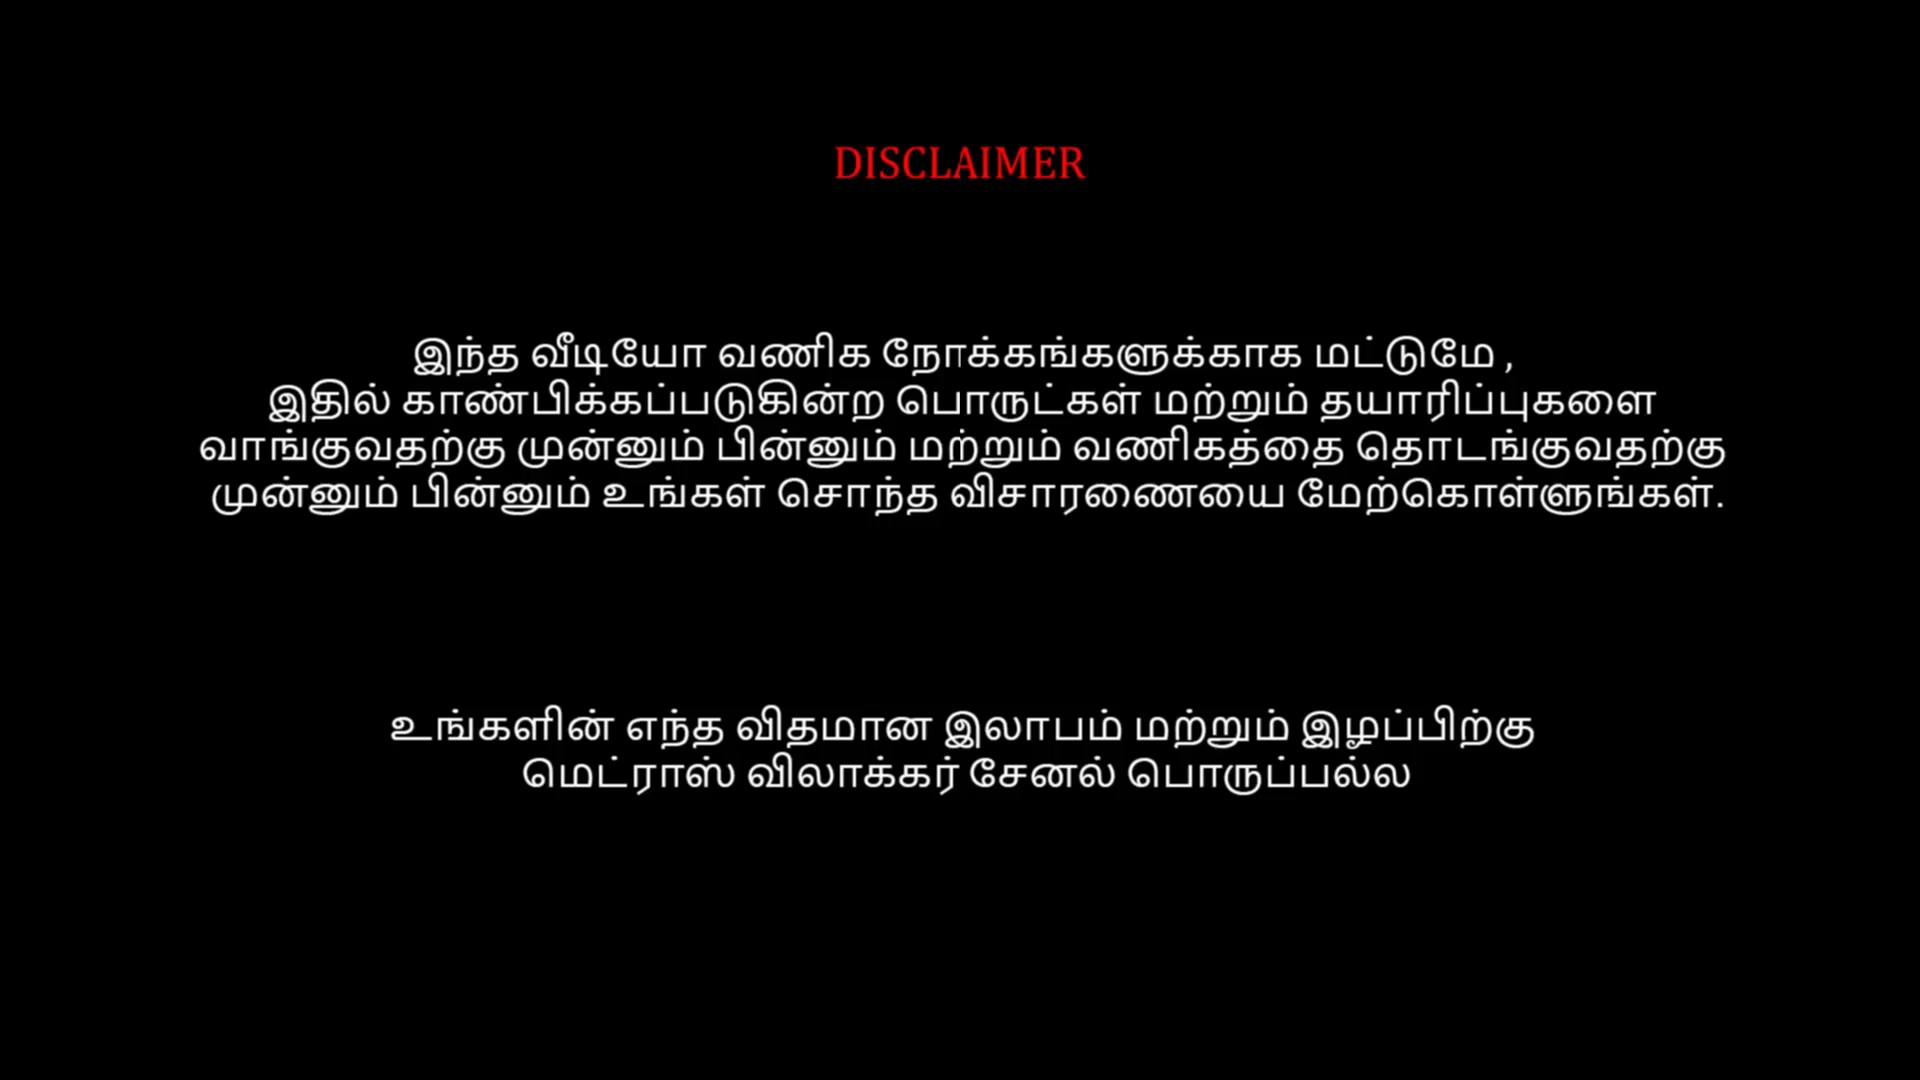 DISCLAIMER
இந்த வீடியோ வணிக நோக்கங்களுக்காக மட்டுமே ,
இதில் காண்பிக்கப்படுகின்ற பொருட்கள் மற்றும் தயாரிப்புகளை
வாங்குவதற்கு முன்னும் பின்னும் மற்றும் வணிகத்தை தொடங்குவதற்கு
முன்னும் பின்னும் உங்கள் சொந்த விசாரணையை மேற்கொள்ளுங்கள்.
உங்களின் எந்த விதமான இலாபம் மற்றும் இழப்பிற்கு
மெட்ராஸ் விலாக்கர் சேனல் பொருப்பல்ல